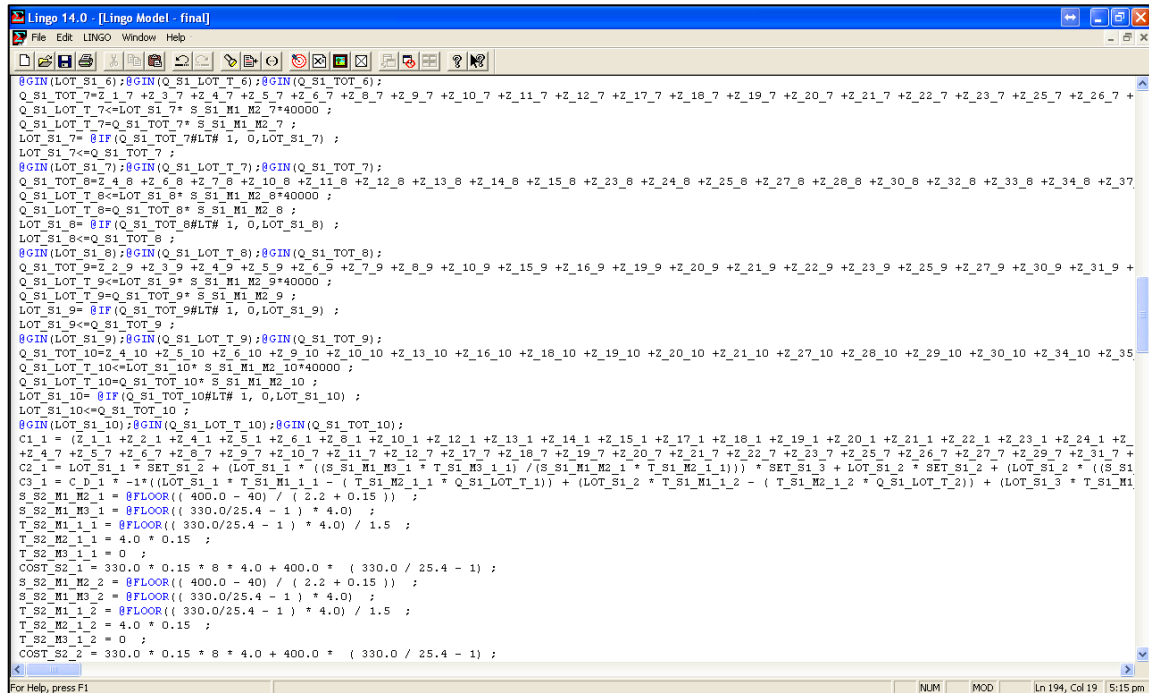 Lingo 14.0 - [Lingo Model - final]
File Edit LINGO Window Help
@GIN(LOT_S1_6);@GIN(Q_S1_LOT_T_6);@GIN(Q_S1_TOT_6);
Q_S1_TOT_7=Z_1_7 +Z_3_7 +Z_4_7 +Z_5_7 +Z_6_7 +Z_8_7 +Z_9_7 +Z_10_7 +Z_11_7 +Z_12_7 +Z_17_7 +Z_18_7 +Z_19_7 +Z_20_7 +Z_21_7 +Z_22_7 +Z_23_7 +Z_25_7 +Z_26_7 +
Q_S1_LOT_T_7<=LOT_S1_7* S_S1_M1_M2_7*40000 ;
Q_S1_LOT_T_7=Q_S1_TOT_7* S_S1_M1_M2_7 ;
LOT_S1_7= @IF(Q_S1_TOT_7#LT# 1, 0,LOT_S1_7) ;
LOT_S1_7<=Q_S1_TOT_7 ;
@GIN(LOT_S1_7);@GIN(Q_S1_LOT_T_7);@GIN(Q_S1_TOT_7);
Q_S1_TOT_8=Z_4_8 +Z_6_8 +Z_7_8 +Z_10_8 +Z_11_8 +Z_12_8 +Z_13_8 +Z_14_8 +Z_15_8 +Z_23_8 +Z_24_8 +Z_25_8 +Z_27_8 +Z_28_8 +Z_30_8 +Z_32_8 +Z_33_8 +Z_34_8 +Z_37_
Q_S1_LOT_T_8<=LOT_S1_8* S_S1_M1_M2_8*40000 ;
Q_S1_LOT_T_8=Q_S1_TOT_8* S_S1_M1_M2_8 ;
LOT_S1_8= @IF(Q_S1_TOT_8#LT# 1, 0,LOT_S1_8) ;
LOT_S1_8<=Q_S1_TOT_8 ;
@GIN(LOT_S1_8);@GIN(Q_S1_LOT_T_8);@GIN(Q_S1_TOT_8);
Q_S1_TOT_9=Z_2_9 +Z_3_9 +Z_4_9 +Z_5_9 +Z_6_9 +Z_7_9 +Z_8_9 +Z_10_9 +Z_15_9 +Z_16_9 +Z_19_9 +Z_20_9 +Z_21_9 +Z_22_9 +Z_23_9 +Z_25_9 +Z_27_9 +Z_30_9 +Z_31_9 +
Q_S1_LOT_T_9<=LOT_S1_9* S_S1_M1_M2_9*40000 ;
Q_S1_LOT_T_9=Q_S1_TOT_9* S_S1_M1_M2_9 ;
LOT_S1_9= @IF(Q_S1_TOT_9#LT# 1, 0,LOT_S1_9) ;
LOT_S1_9<=Q_S1_TOT_9 ;
@GIN(LOT_S1_9);@GIN(Q_S1_LOT_T_9);@GIN(Q_S1_TOT_9);
Q_S1_TOT_10=Z_4_10 +Z_5_10 +Z_6_10 +Z_9_10 +Z_10_10 +Z_13_10 +Z_16_10 +Z_18_10 +Z_19_10 +Z_20_10 +Z_21_10 +Z_27_10 +Z_28_10 +Z_29_10 +Z_30_10 +Z_34_10 +Z_35_
Q_S1_LOT_T_10<=LOT_S1_10* S_S1_M1_M2_10*40000 ;
Q_S1_LOT_T_10=Q_S1_TOT_10* S_S1_M1_M2_10 ;
LOT_S1_10= @IF(Q_S1_TOT_10#LT# 1, 0,LOT_S1_10) ;
LOT_S1_10<=Q_S1_TOT_10 ;
@GIN(LOT_S1_10);@GIN(Q_S1_LOT_T_10);@GIN(Q_S1_TOT_10);
C1_1 = (Z_1_1 +Z_2_1 +Z_4_1 +Z_5_1 +Z_6_1 +Z_8_1 +Z_10_1 +Z_12_1 +Z_13_1 +Z_14_1 +Z_15_1 +Z_17_1 +Z_18_1 +Z_19_1 +Z_20_1 +Z_21_1 +Z_22_1 +Z_23_1 +Z_24_1 +Z_
+Z_4_7 +Z_5_7 +Z_6_7 +Z_8_7 +Z_9_7 +Z_10_7 +Z_11_7 +Z_12_7 +Z_17_7 +Z_18_7 +Z_19_7 +Z_20_7 +Z_21_7 +Z_22_7 +Z_23_7 +Z_25_7 +Z_26_7 +Z_27_7 +Z_29_7 +Z_31_7 +
C2_1 = LOT_S1_1 * SET_S1_2 + (LOT_S1_1 * ((S_S1_M1_M3_1 * T_S1_M3_1_1) /(S_S1_M1_M2_1 * T_S1_M2_1_1))) * SET_S1_3 + LOT_S1_2 * SET_S1_2 + (LOT_S1_2 * ((S_S1
C3_1 = C_D_1 * -1*((LOT_S1_1 * T_S1_M1_1_1 - ( T_S1_M2_1_1 * Q_S1_LOT_T_1)) + (LOT_S1_2 * T_S1_M1_1_2 - ( T_S1_M2_1_2 * Q_S1_LOT_T_2)) + (LOT_S1_3 * T_S1_M1
S_S2_M1_M2_1 = @FLOOR(( 400.0 - 40) / ( 2.2 + 0.15 )) ;
S_S2_M1_M3_1 = @FLOOR(( 330.0/25.4 - 1 ) * 4.0) ;
T_S2_M1_1_1 = @FLOOR(( 330.0/25.4 - 1 ) * 4.0) / 1.5 ;
T_S2_M2_1_1 = 4.0 * 0.15 ;
T_S2_M3_1_1 = 0 ;
COST_S2_1 = 330.0 * 0.15 * 8 * 4.0 + 400.0 * ( 330.0 / 25.4 - 1) ;
S_S2_M1_M2_2 = @FLOOR(( 400.0 - 40) / ( 2.2 + 0.15 )) ;
S_S2_M1_M3_2 = @FLOOR(( 330.0/25.4 - 1 ) * 4.0) ;
T_S2_M1_1_2 = @FLOOR(( 330.0/25.4 - 1 ) * 4.0) / 1.5 ;
T_S2_M2_1_2 = 4.0 * 0.15 ;
T_S2_M3_1_2 = 0 ;
COST_S2_2 = 330.0 * 0.15 * 8 * 4.0 + 400.0 * ( 330.0 / 25.4 - 1) ;
For Help, press F1 NUM MOD Ln 194, Col 19 5:15 pm